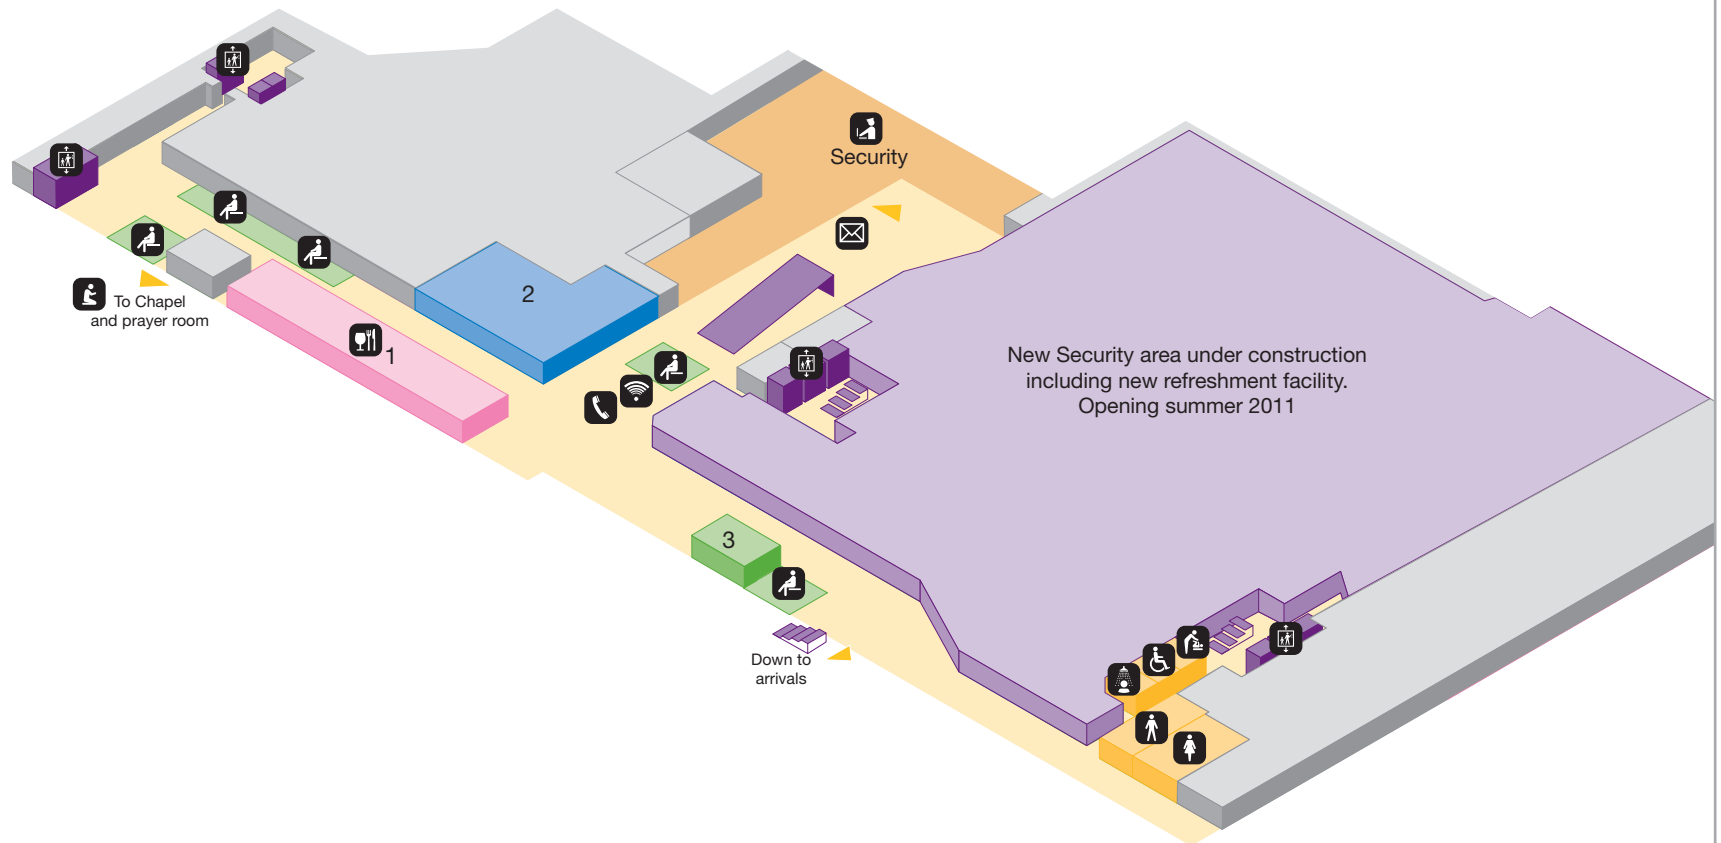 Security
2
To Chapel
and prayer room
1
New Security area under construction
including new refreshment facility.
Opening summer 2011
3
Down to
arrivals